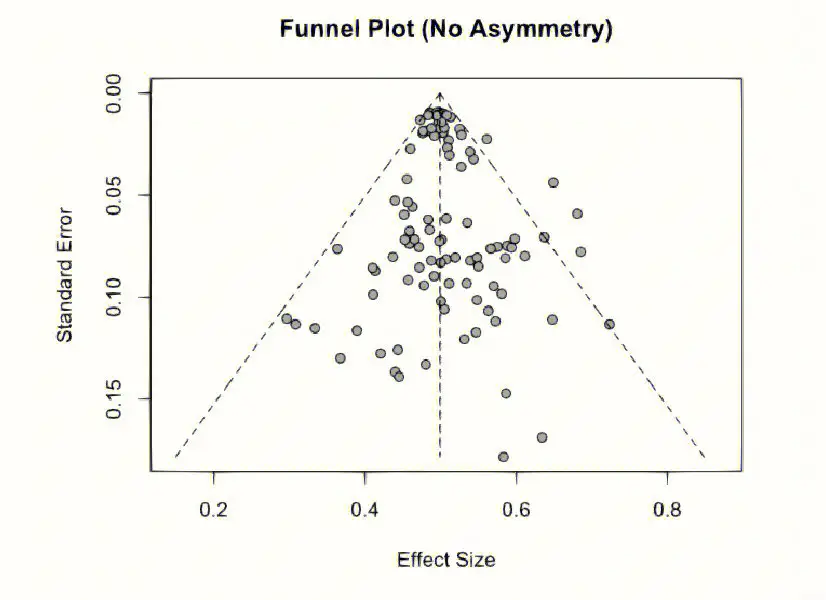 Funnel Plot (No Asymmetry)
0.00
0.05
0.10
0.15
Standard Error
0.2 0.4 0.6 0.8
Effect Size